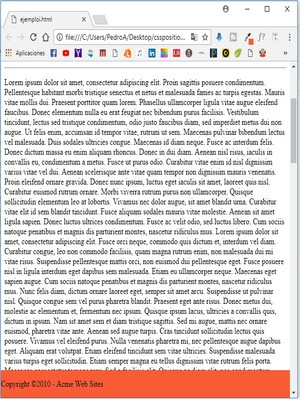 ejemploi.html
file:///C:/Users/PedroA/Desktop/csspositio...
Aplicaciones
Lorem ipsum dolor sit amet, consectetur adipiscing elit. Proin sagittis posuere condimentum.
Pellentesque habitant morbi tristique senectus et netus et malesuada fames ac turpis egestas. Mauris
vitae mollis dui. Praesent porttitor quam lorem. Phasellus ullamcorper ligula vitae augue eleifend
faucibus. Donec elementum nulla eu erat feugiat nec bibendum purus facilisis. Vestibulum
tincidunt, lectus sed tristique condimentum, odio justo faucibus diam, sed imperdiet metus dui non
augue. Ut felis enim, accumsan id tempor vitae, rutrum ut sem. Maecenas pulvinar bibendum lectus
vel malesuada. Duis sodales ultricies congue. Maecenas id diam neque. Fusce ac interdum felis.
Donec dictum massa eu enim aliquam rhoncus. Donec in dui diam. Aenean nisl risus, iaculis in
convallis eu, condimentum a metus. Fusce ut purus odio. Curabitur vitae enim id nisl dignissim
varius vitae vel dui. Aenean scelerisque ante vitae quam tempor non dignissim mauris venenatis.
Proin eleifend ornare gravida. Donec nunc ipsum, luctus eget iaculis sit amet, laoreet quis nisl.
Curabitur euismod rutrum ornare. Morbi viverra rutrum purus non ullamcorper. Quisque
sollicitudin elementum leo at lobortis. Vivamus nec dolor augue, sit amet blandit urna. Curabitur
vitae elit id sem blandit tincidunt. Fusce aliquam sodales mauris vitae molestie. Aenean sit amet
ligula sapien. Donec luctus ultricies condimentum. Fusce ac velit odio, sed luctus libero. Cum sociis
natoque penatibus et magnis dis parturient montes, nascetur ridiculus mus. Lorem ipsum dolor sit
amet, consectetur adipiscing elit. Fusce orci neque, commodo quis dictum et, interdum vel diam.
Curabitur congue, leo non commodo facilisis, quam magna rutrum enim, non malesuada dui mi
vitae risus. Suspendisse pellentesque mattis orci, non euismod dui pellentesque eget. Fusce posuere
nisl in ligula interdum eget dapibus sem malesuada. Etiam eu ullamcorper neque. Maecenas eget
sapien augue. Cum sociis natoque penatibus et magnis dis parturient montes, nascetur ridiculus
mus. Nunc felis diam, dictum ornare laoreet eget, semper sit amet arcu. Suspendisse ut pulvinar
nisl. Quisque congue sem vel purus pharetra blandit. Praesent eget ante risus. Donec metus dui,
molestie ac elementum et, fermentum nec ipsum. Quisque ipsum lacus, ultricies a convallis quis,
dictum in ipsum. Nam sit amet sem et diam tristique sagittis. Sed mi augue, mattis nec ornare
euismod, pharetra vitae ante. Aenean sed augue turpis. Cras tincidunt sollicitudin lectus quis
posuere. Vivamus vel eleifend purus. Nulla venenatis pharetra mi, nec pellentesque augue dapibus
eget. Aliquam erat volutpat. Etiam eleifend tincidunt sem vitae ultricies. Suspendisse malesuada
varius turpis eget sollicitudin. Etiam semper magna eu tellus dignissim vitae rutrum felis porta.
Copyright ©2010 - Acme Web Sites